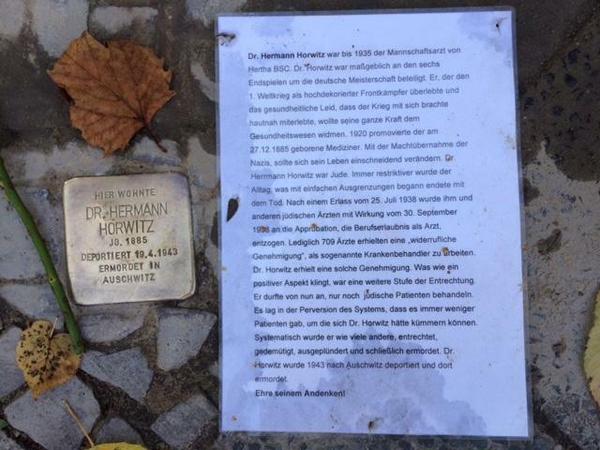 HIER WOHNTE
DR. HERMANN
HORWITZ
JG. 1885
DEPORTIERT 19.4.1943
ERMORDET IN
AUSCHWITZ
Dr. Hermann Horwitz war bis 1935 der Mannschaftsarzt von
Hertha BSC. Dr. Horwitz war maßgeblich an den sechs
Endspielen um die deutsche Meisterschaft beteiligt. Er, der den
1. Weltkrieg als hochdekorierter Frontkämpfer überlebte und
das gesundheitliche Leid, dass der Krieg mit sich brachte
hautnah miterlebte, wollte seine ganze Kraft dem
Gesundheitswesen widmen. 1920 promovierte der am
27.12.1885 geborene Mediziner. Mit der Machtübernahme der
Nazis, sollte sich sein Leben einschneidend verändern. Dr.
Herrmann Horwitz war Jude. Immer restriktiver wurde der
Alltag, was mit einfachen Ausgrenzungen begann endete mit
dem Tod. Nach einem Erlass vom 25. Juli 1938 wurde ihm und
anderen jüdischen Ärzten mit Wirkung vom 30. September
1938 an die Approbation, die Berufserlaubnis als Arzt,
entzogen. Lediglich 709 Ärzte erhielten eine „widerrufliche
Genehmigung“, als sogenannte Krankenbehandler zu arbeiten.
Dr. Horwitz erhielt eine solche Genehmigung. Was wie ein
positiver Aspekt klingt, war eine weitere Stufe der Entrechtung.
Er durfte von nun an, nur noch jüdische Patienten behandeln.
Es lag in der Perversion des Systems, dass es immer weniger
Patienten gab, um die sich Dr. Horwitz hätte kümmern können.
Systematisch wurde er wie viele andere, entrechtet,
gedemütigt, ausgeplündert und schließlich ermordet. Dr.
Horwitz wurde 1943 nach Auschwitz deportiert und dort
ermordet.
Ehre seinem Andenken!